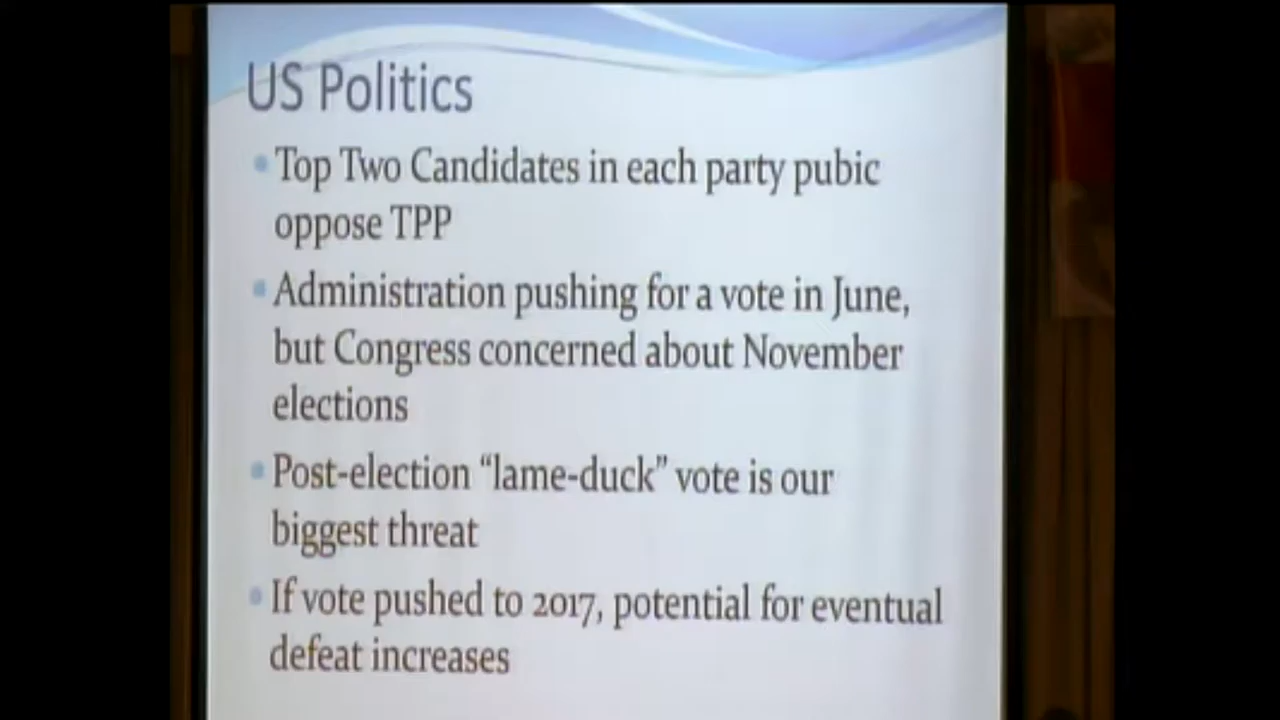 US Politics
Top Two Candidates in each party pubic
oppose TPP
Administration pushing for a vote in June,
but Congress concerned about November
elections
Post-election “lame-duck” vote is our
biggest threat
If vote pushed to 2017, potential for eventual
defeat increases